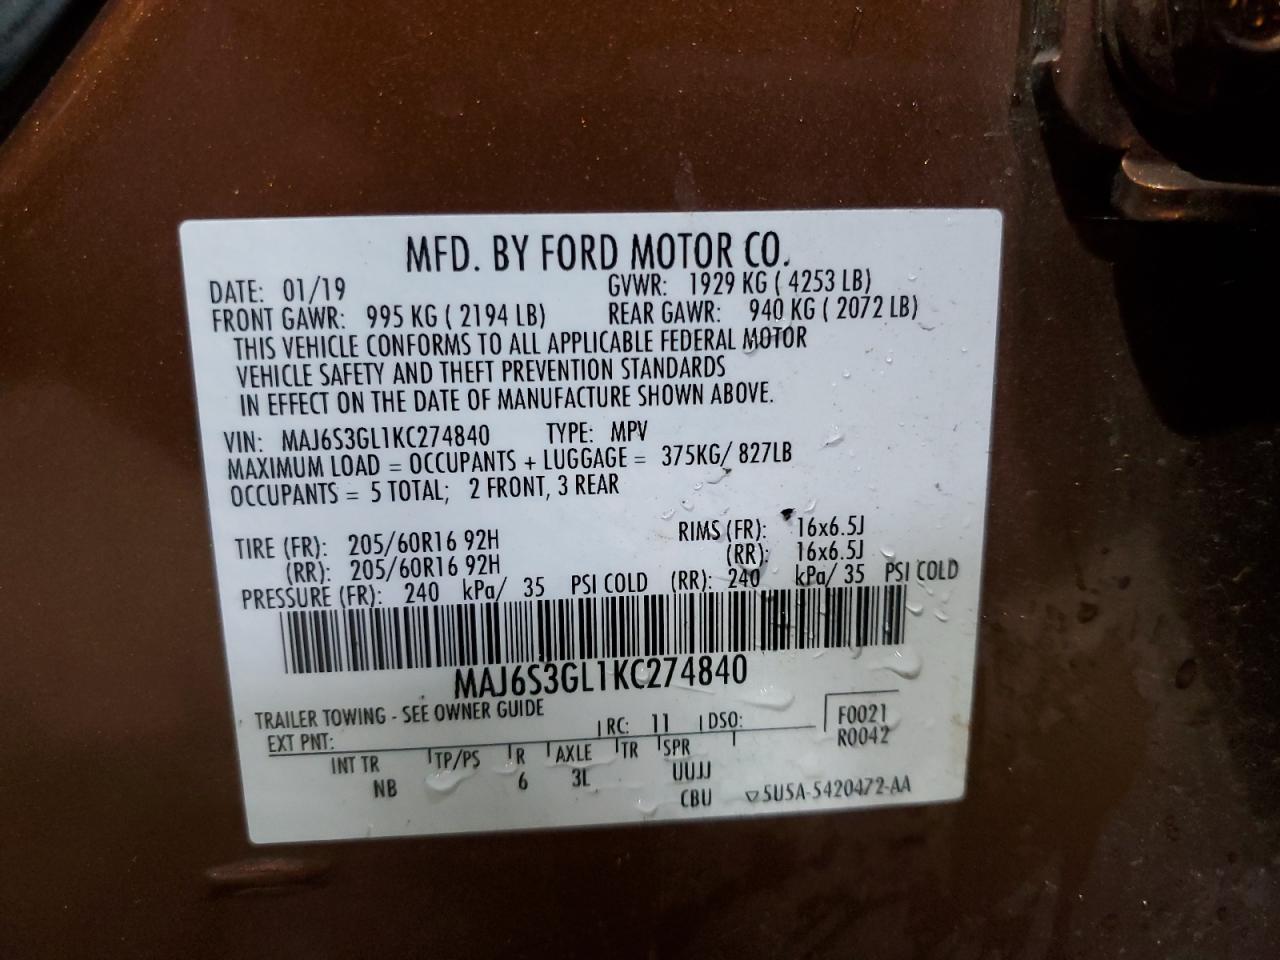 MFD. BY FORD MOTOR CO.
DATE: 01/19 GVWR: 1929 KG ( 4253 LB)
FRONT GAWR: 995 KG ( 2194 LB) REAR GAWR: 940 KG ( 2072 LB)
THIS VEHICLE CONFORMS TO ALL APPLICABLE FEDERAL MOTOR
VEHICLE SAFETY AND THEFT PREVENTION STANDARDS
IN EFFECT ON THE DATE OF MANUFACTURE SHOWN ABOVE.
VIN: MAJ6S3GL1KC274840 TYPE: MPV
MAXIMUM LOAD = OCCUPANTS + LUGGAGE = 375KG/ 827LB
OCCUPANTS = 5 TOTAL; 2 FRONT, 3 REAR
TIRE (FR): 205/60R16 92H RIMS (FR): 16x6.5J
(RR): 205/60R16 92H (RR): 16x6.5J
PRESSURE (FR): 240 kPa/ 35 PSI COLD (RR): 240 kPa/ 35 PSI COLD
MAJ6S3GL1KC274840
TRAILER TOWING - SEE OWNER GUIDE
EXT PNT: RC: 11 DSO: F0021
R0042
INT TR TP/PS R AXLE TR SPR
NB 6 3L UUJJ
CBU 5U5A-5420472-AA